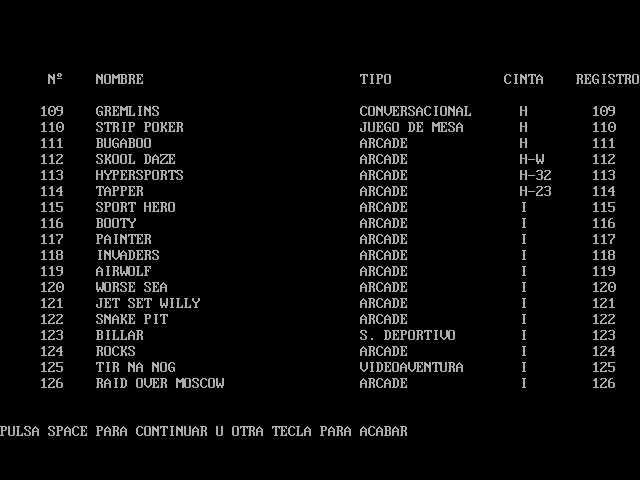 Nº NOMBRE TIPO CINTA REGISTRO
109 GREMLINS CONVERSACIONAL H 109
110 STRIP POKER JUEGO DE MESA H 110
111 BUGABOO ARCADE H 111
112 SKOOL DAZE ARCADE H-W 112
113 HYPERSPORTS ARCADE H-32 113
114 TAPPER ARCADE H-23 114
115 SPORT HERO ARCADE I 115
116 BOOTY ARCADE I 116
117 PAINTER ARCADE I 117
118 INVADERS ARCADE I 118
119 AIRWOLF ARCADE I 119
120 WORSE SEA ARCADE I 120
121 JET SET WILLY ARCADE I 121
122 SNAKE PIT ARCADE I 122
123 BILLAR S. DEPORTIVO I 123
124 ROCKS ARCADE I 124
125 TIR NA NOG VIDEOAVENTURA I 125
126 RAID OVER MOSCOW ARCADE I 126
PULSA SPACE PARA CONTINUAR U OTRA TECLA PARA ACABAR